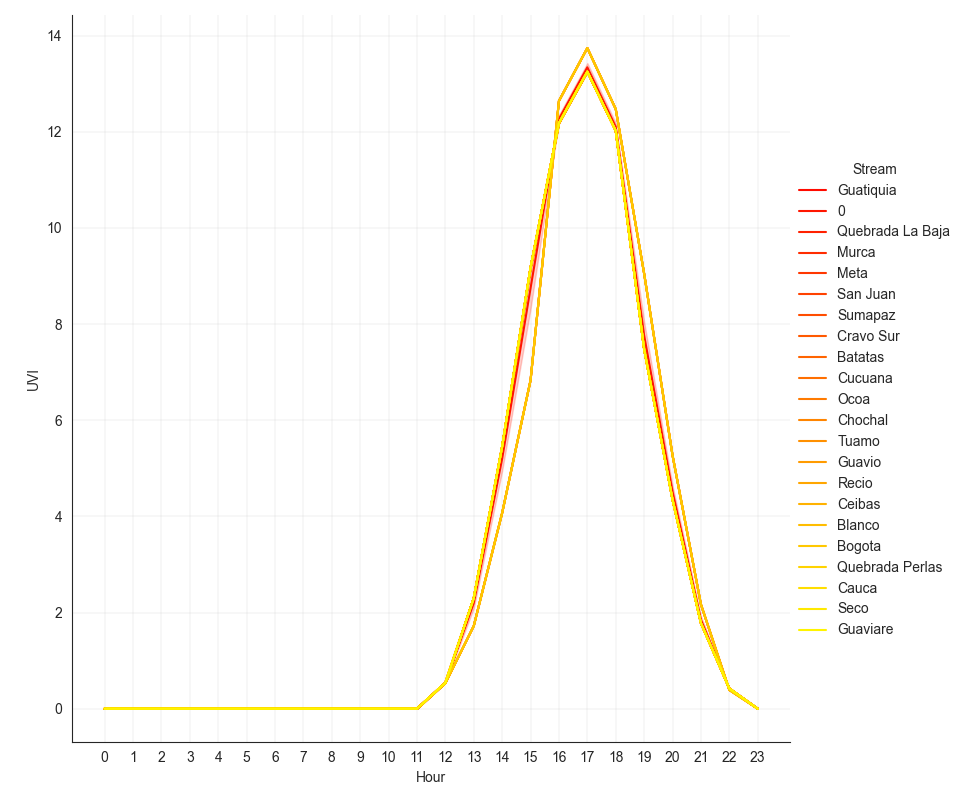 14
12
10
8
6
4
2
0
UVI
0 1 2 3 4 5 6 7 8 9 10 11 12 13 14 15 16 17 18 19 20 21 22 23
Hour
Stream
Guatiquia
0
Quebrada La Baja
Murca
Meta
San Juan
Sumapaz
Cravo Sur
Batatas
Cucuana
Ocoa
Chochal
Tuamo
Guavio
Recio
Ceibas
Blanco
Bogota
Quebrada Perlas
Cauca
Seco
Guaviare